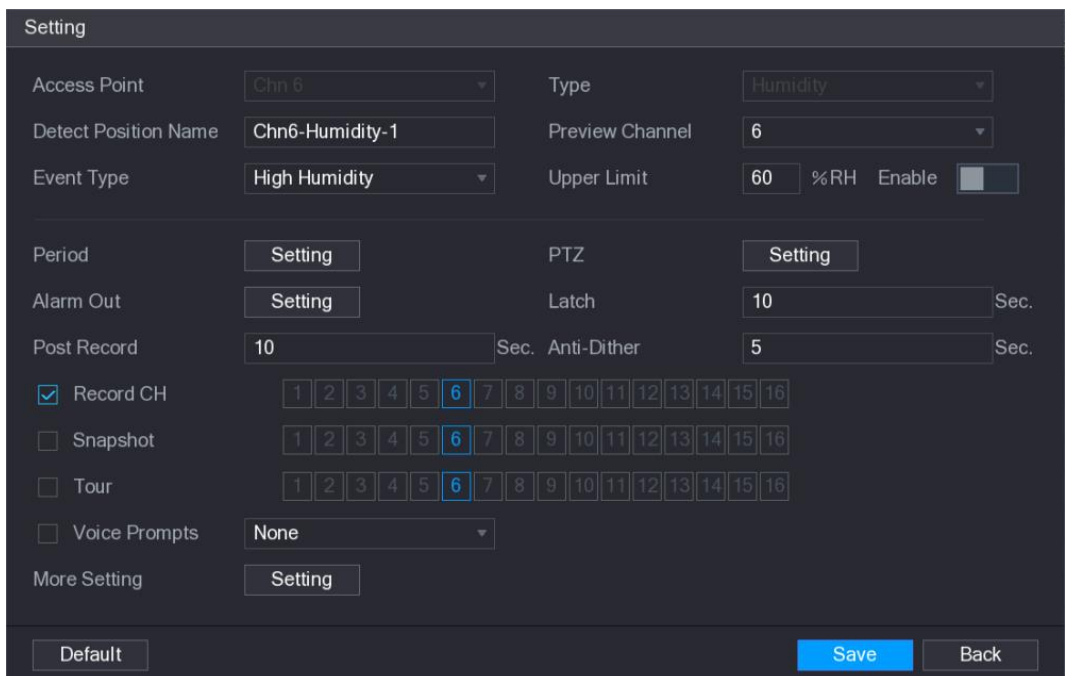 Setting
Access Point Chn 6 Type Humidity
Detect Position Name Chn6-Humidity-1 Preview Channel 6
Event Type High Humidity Upper Limit 60 %RH Enable
Period Setting PTZ Setting
Alarm Out Setting Latch 10 Sec.
Post Record 10 Sec. Anti-Dither 5 Sec.
Record CH 1 2 3 4 5 6 7 8 9 10 11 12 13 14 15 16
Snapshot 1 2 3 4 5 6 7 8 9 10 11 12 13 14 15 16
Tour 1 2 3 4 5 6 7 8 9 10 11 12 13 14 15 16
Voice Prompts None
More Setting Setting
Default Save Back